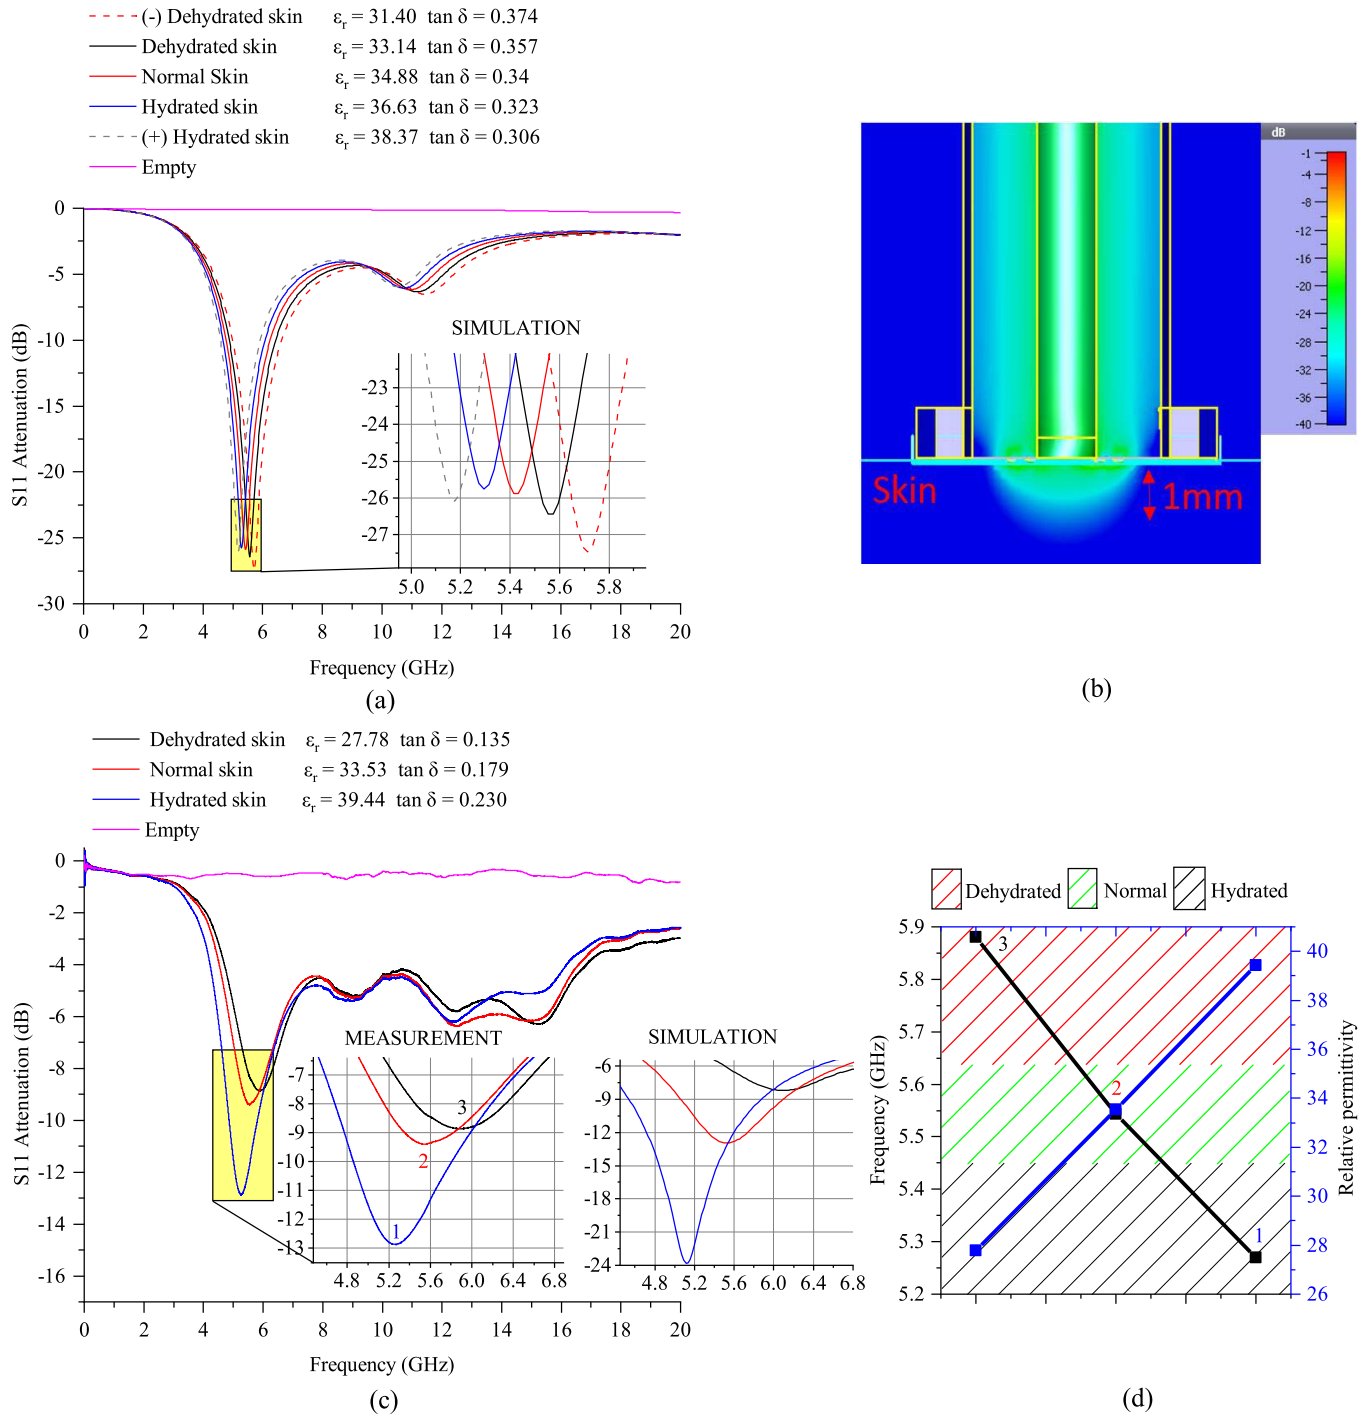 (-) Dehydrated skin εr = 31.40 tan δ = 0.374
Dehydrated skin εr = 33.14 tan δ = 0.357
Normal Skin εr = 34.88 tan δ = 0.34
Hydrated skin εr = 36.63 tan δ = 0.323
(+) Hydrated skin εr = 38.37 tan δ = 0.306
Empty
S11 Attenuation (dB)
0
-5
-10
-15
-20
-25
-30
0 2 4 6 8 10 12 14 16 18 20
Frequency (GHz)
SIMULATION
-23
-24
-25
-26
-27
5.0 5.2 5.4 5.6 5.8
(a)
dB
-1
-4
-8
-12
-16
-20
-24
-28
-32
-36
-40
Skin
1mm
(b)
Dehydrated skin εr = 27.78 tan δ = 0.135
Normal skin εr = 33.53 tan δ = 0.179
Hydrated skin εr = 39.44 tan δ = 0.230
Empty
S11 Attenuation (dB)
0
-2
-4
-6
-8
-10
-12
-14
-16
0 2 4 6 8 10 12 14 16 18 20
Frequency (GHz)
MEASUREMENT
-7
-8
-9
-10
-11
-12
-13
4.8 5.2 5.6 6.0 6.4 6.8
3
2
1
SIMULATION
-6
-9
-12
-15
-18
-21
-24
4.8 5.2 5.6 6.0 6.4 6.8
(c)
Dehydrated Normal Hydrated
Frequency (GHz)
5.9
5.8
5.7
5.6
5.5
5.4
5.3
5.2
3
2
1
40
38
36
34
32
30
28
26
Relative permittivity
(d)